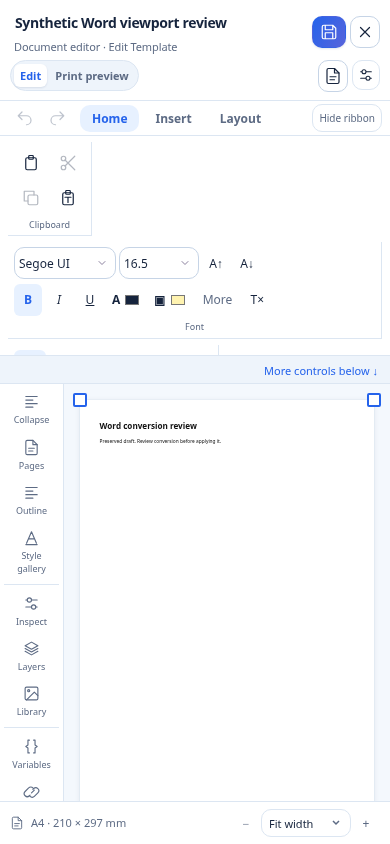 Synthetic Word viewport review
Document editor · Edit Template
Edit Print preview
Home Insert Layout Hide ribbon
Clipboard
Segoe UI 16.5 A↑ A↓
B I U A More T×
Font
More controls below ↓
Collapse
Pages
Outline
Style
gallery
Inspect
Layers
Library
Variables
Word conversion review
Preserved draft. Review conversion before applying it.
A4 · 210 × 297 mm − Fit width +